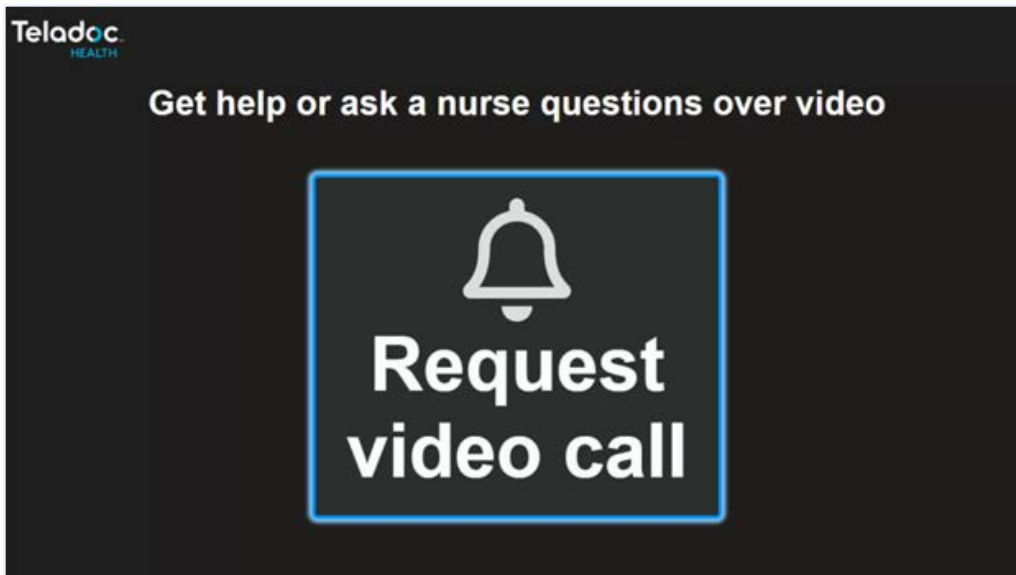 Teladoc
HEALTH
Get help or ask a nurse questions over video
Request
video call